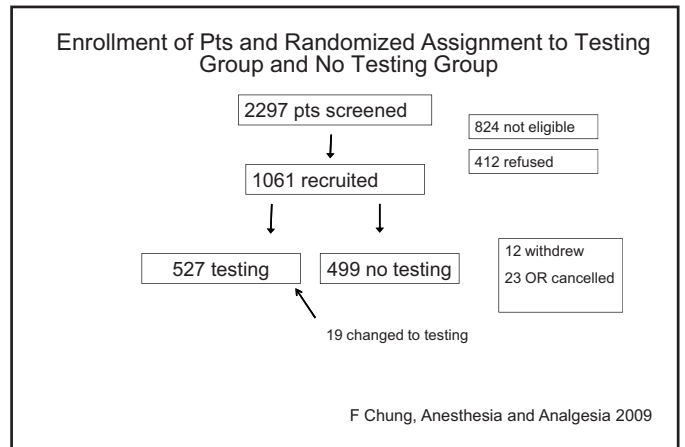 Enrollment of Pts and Randomized Assignment to Testing
Group and No Testing Group
2297 pts screened
824 not eligible
412 refused
1061 recruited
527 testing
499 no testing
12 withdrew
23 OR cancelled
19 changed to testing
F Chung, Anesthesia and Analgesia 2009